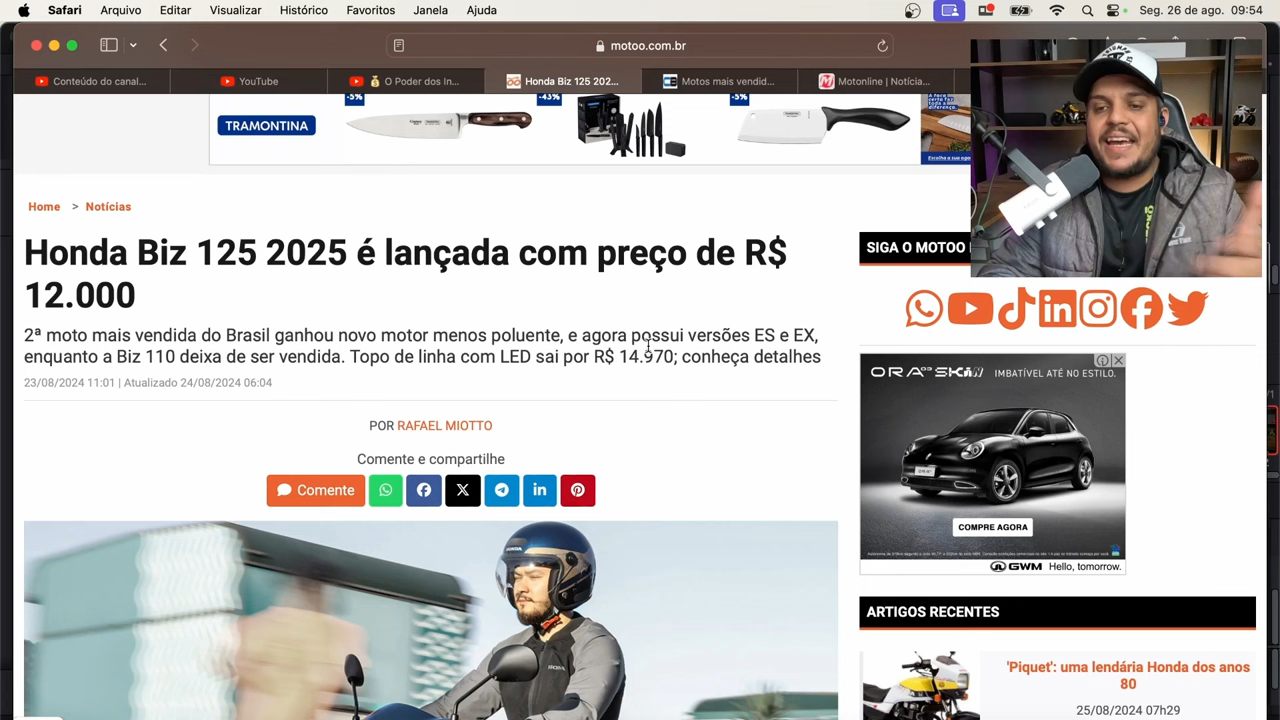 Safari Arquivo Editar Visualizar Histórico Favoritos Janela Ajuda Seg. 26 de ago. 09:54
motoo.com.br
Conteúdo do canal... YouTube O Poder dos In... Honda Biz 125 202... Motos mais vendid... Motonline | Notícia...
-5% -43% -5%
TRAMONTINA
Home > Notícias
Honda Biz 125 2025 é lançada com preço de R$
12.000
2ª moto mais vendida do Brasil ganhou novo motor menos poluente, e agora possui versões ES e EX,
enquanto a Biz 110 deixa de ser vendida. Topo de linha com LED sai por R$ 14.970; conheça detalhes
23/08/2024 11:01 | Atualizado 24/08/2024 06:04
POR RAFAEL MIOTTO
Comente e compartilhe
Comente
HONDA
HONDA
SIGA O MOTOO
ORA 03 SKIN IMBATÍVEL ATÉ NO ESTILO.
COMPRE AGORA
GWM Hello, tomorrow.
ARTIGOS RECENTES
'Piquet': uma lendária Honda dos anos
80
25/08/2024 07h29